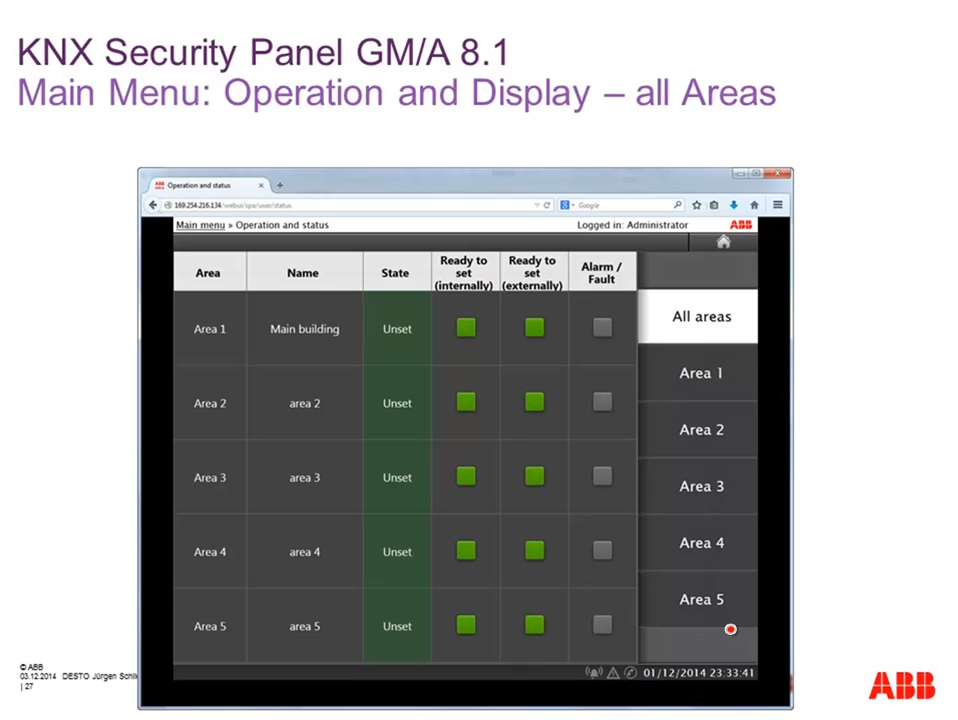 KNX Security Panel GM/A 8.1
Main Menu: Operation and Display – all Areas
ABB Operation and status × +
169.254.216.134/webui/spa/user/status
Google
Main menu » Operation and status Logged in: Administrator ABB
Area Name State Ready to set (internally) Ready to set (externally) Alarm / Fault
All areas
Area 1 Main building Unset
Area 1
Area 2 area 2 Unset
Area 2
Area 3 area 3 Unset
Area 3
Area 4 area 4 Unset
Area 4
Area 5 area 5 Unset
Area 5
01/12/2014 23:33:41
© ABB
03.12.2014 DESTO Jürgen
| 27
ABB